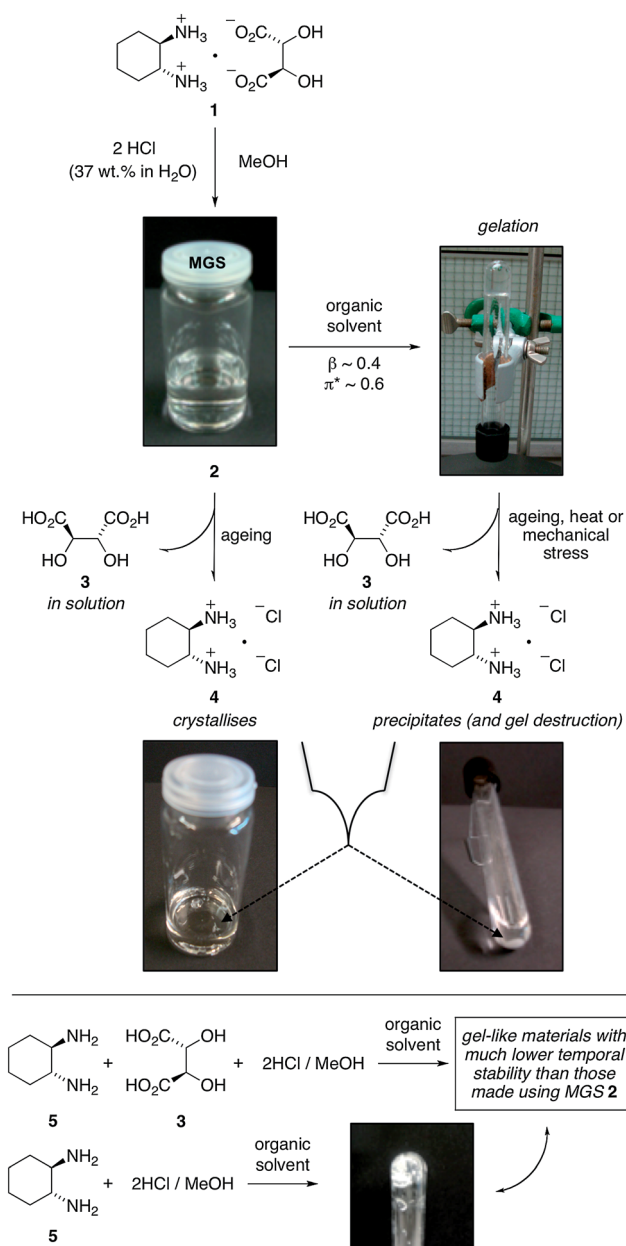 +
NH3
+
NH3
•
−
O2C
OH
−
O2C
OH
1
2 HCl
(37 wt.% in H2O)
MeOH
gelation
MGS
organic
solvent
β ~ 0.4
π* ~ 0.6
2
HO2C
CO2H
HO
OH
3
in solution
ageing
HO2C
CO2H
HO
OH
3
in solution
ageing, heat or
mechanical
stress
+
NH3
+
NH3
•
−Cl
−Cl
4
crystallises
+
NH3
+
NH3
•
−Cl
−Cl
4
precipitates (and gel destruction)
NH2
NH2
5
+
HO2C
OH
HO2C
OH
3
+
2HCl / MeOH
organic
solvent
gel-like materials with
much lower temporal
stability than those
made using MGS 2
NH2
NH2
5
+
2HCl / MeOH
organic
solvent